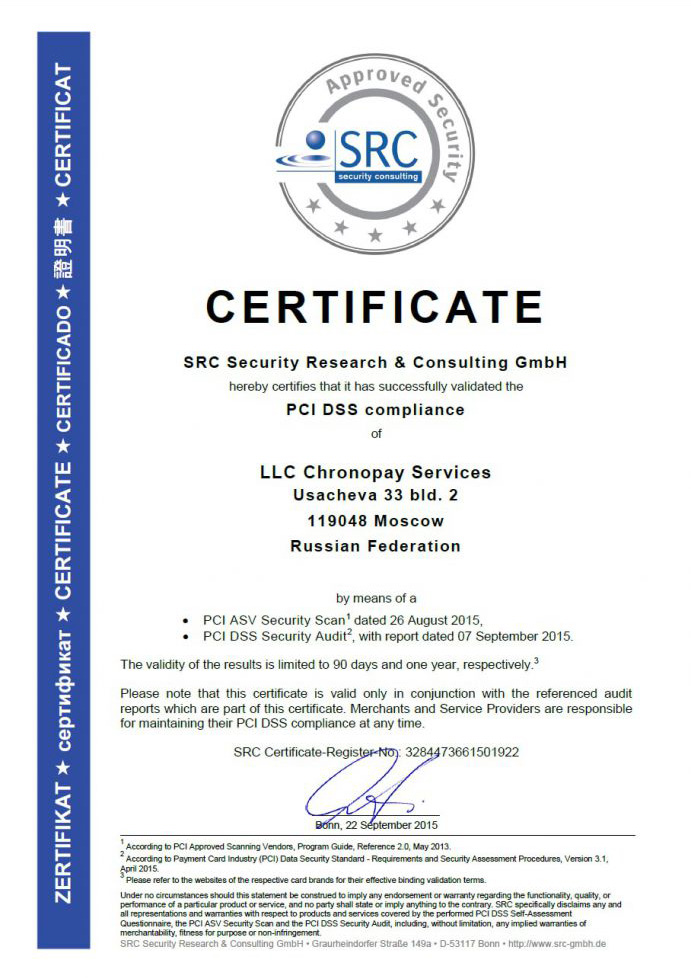 ZERTIFIKAT ★ сертификат ★ CERTIFICATE ★ CERTIFICADO ★ 證明書 ★ CERTIFICAT
Approved Security
SRC
security consulting
CERTIFICATE
SRC Security Research & Consulting GmbH
hereby certifies that it has successfully validated the
PCI DSS compliance
of
LLC Chronopay Services
Usacheva 33 bld. 2
119048 Moscow
Russian Federation
by means of a
• PCI ASV Security Scan¹ dated 26 August 2015,
• PCI DSS Security Audit², with report dated 07 September 2015.
The validity of the results is limited to 90 days and one year, respectively.³
Please note that this certificate is valid only in conjunction with the referenced audit
reports which are part of this certificate. Merchants and Service Providers are responsible
for maintaining their PCI DSS compliance at any time.
SRC Certificate-Register-No.: 3284473661501922
Bonn, 22 September 2015
¹ According to PCI Approved Scanning Vendors, Program Guide, Reference 2.0, May 2013.
² According to Payment Card Industry (PCI) Data Security Standard - Requirements and Security Assessment Procedures, Version 3.1,
April 2015.
³ Please refer to the websites of the respective card brands for their effective binding validation terms.
Under no circumstances should this statement be construed to imply any endorsement or warranty regarding the functionality, quality, or
performance of a particular product or service, and no party shall state or imply anything to the contrary. SRC specifically disclaims any and
all representations and warranties with respect to products and services covered by the performed PCI DSS Self-Assessment
Questionnaire, the PCI ASV Security Scan and the PCI DSS Security Audit, including, without limitation, any implied warranties of
merchantability, fitness for purpose or non-infringement.
SRC Security Research & Consulting GmbH • Graurheindorfer Straße 149a • D-53117 Bonn • http://www.src-gmbh.de